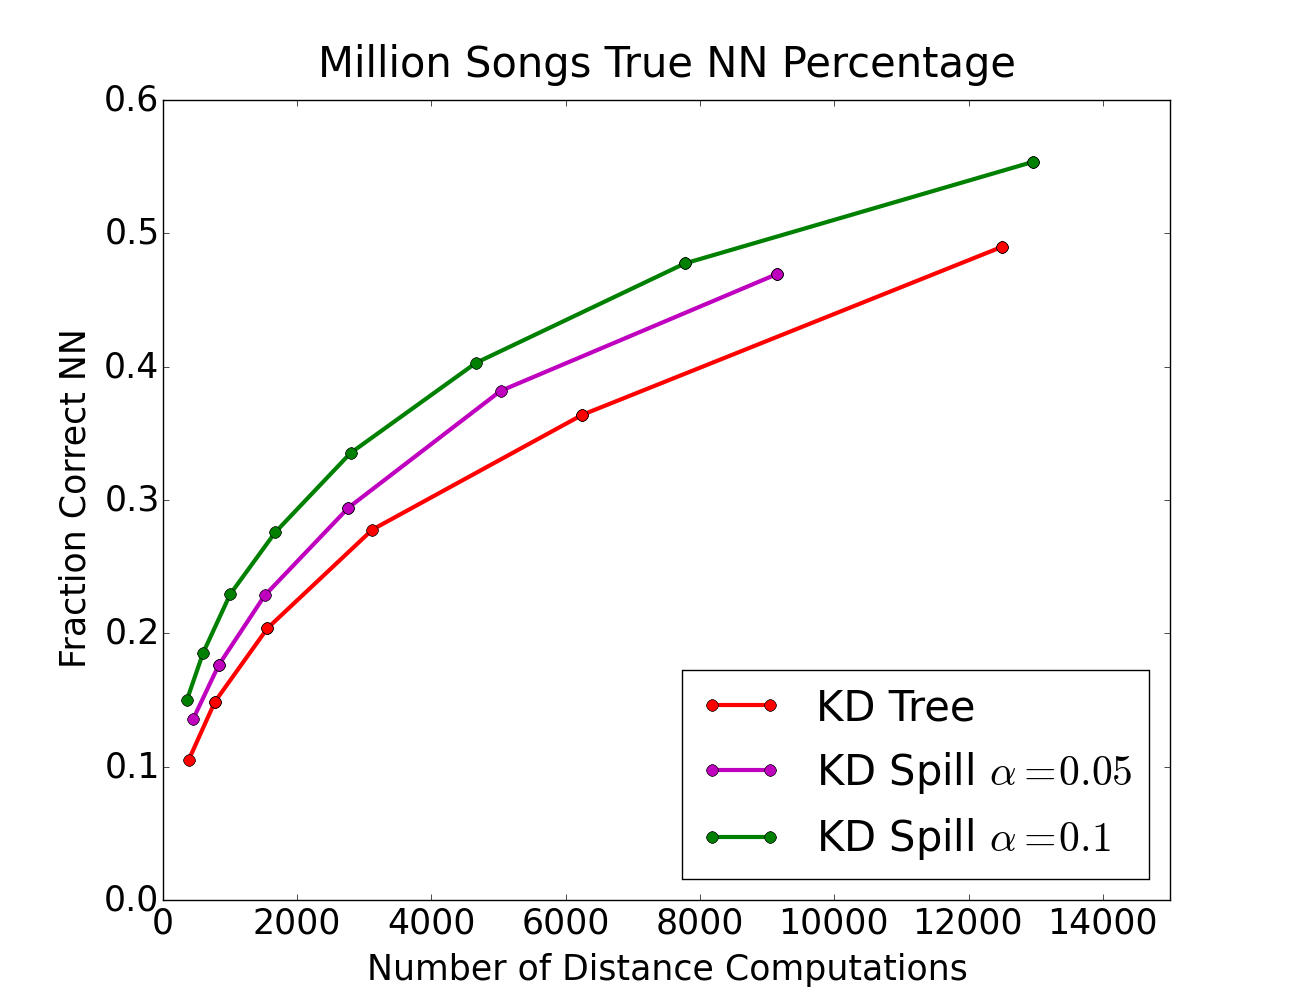 Million Songs True NN Percentage
0.6
0.5
0.4
0.3
0.2
0.1
0.0
Fraction Correct NN
KD Tree
KD Spill α=0.05
KD Spill α=0.1
0 2000 4000 6000 8000 10000 12000 14000
Number of Distance Computations